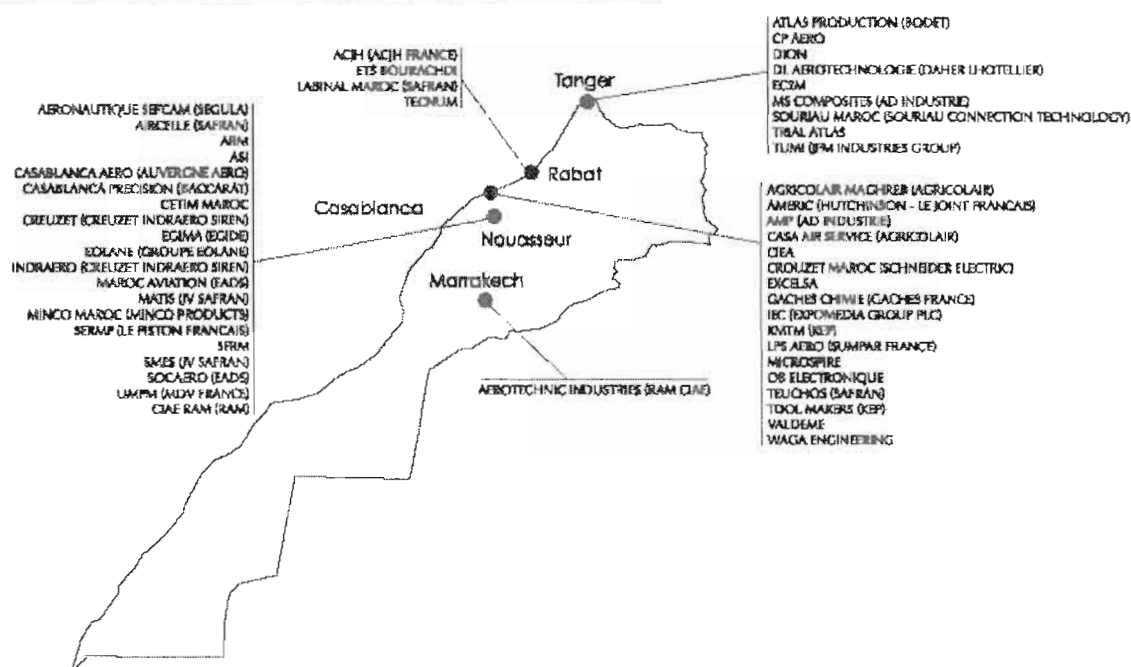 ACJH (ACJH FRANCE)
ETS BOURACHDI
LABINAL MAROC (SAFRAN)
TECNUM
Tanger
ATLAS PRODUCTION (BODET)
CP AERO
DION
DL AEROTECHNOLOGIE (DAHER LHOTELLIER)
ECSM
MS COMPOSITES (AD INDUSTRIE)
SOURIAU MAROC (SOURIAU CONNECTION TECHNOLOGY)
TRIAL ATLAS
TUMI (JFM INDUSTRIES GROUP)
AERONAUTIQUE SEFCAM (SEGULA)
AIRCELLE (SAFRAN)
ARM
ASI
CASABLANCA AERO (AUVERGNE AERO)
CASABLANCA PRECISION (BACCARAT)
CETIM MAROC
CREUZET (CREUZET INDRAERO SIREN)
EGIMA (EGIDE)
EOLANE (GROUPE EOLANE)
INDRAERO (CREUZET INDRAERO SIREN)
MAROC AVIATION (EADS)
MATIS (JV SAFRAN)
MINCO MAROC (MINCO PRODUCTS)
SERMP (LE PISTON FRANCAIS)
SFRM
SMES (JV SAFRAN)
SOCAERO (EADS)
UMPM (MDV FRANCE)
CIAE RAM (RAM)
Rabat
Casablanca
Nouasseur
Marrakech
AEROTECHNIC INDUSTRIES (RAM CIAE)
AGRICOLAIR MAGHREB (AGRICOLAIR)
AMERIC (HUTCHINSON - LE JOINT FRANCAIS)
AMP (AD INDUSTRIE)
CASA AIR SERVICE (AGRICOLAIR)
CIEA
CROUZET MAROC (SCHNEIDER ELECTRIC)
EXCELSA
GACHES CHIMIE (GACHES FRANCE)
IEC (EXPOMEDIA GROUP PLC)
KMTM (KEP)
LPS AERO (SUMPAR FRANCE)
MICROSPIRE
OB ELECTRONIQUE
TEUCHOS (SAFRAN)
TOOL MAKERS (KEP)
VALDEME
WAGA ENGINEERING